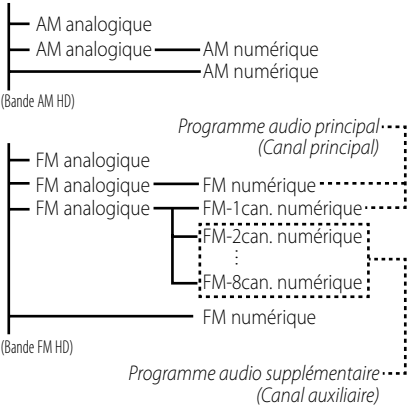 AM analogique
AM analogique AM numérique
AM numérique
(Bande AM HD)
Programme audio principal
(Canal principal)
FM analogique
FM analogique FM numérique
FM analogique FM-1can. numérique
FM-2can. numérique
FM-8can. numérique
FM numérique
(Bande FM HD)
Programme audio supplémentaire
(Canal auxiliaire)